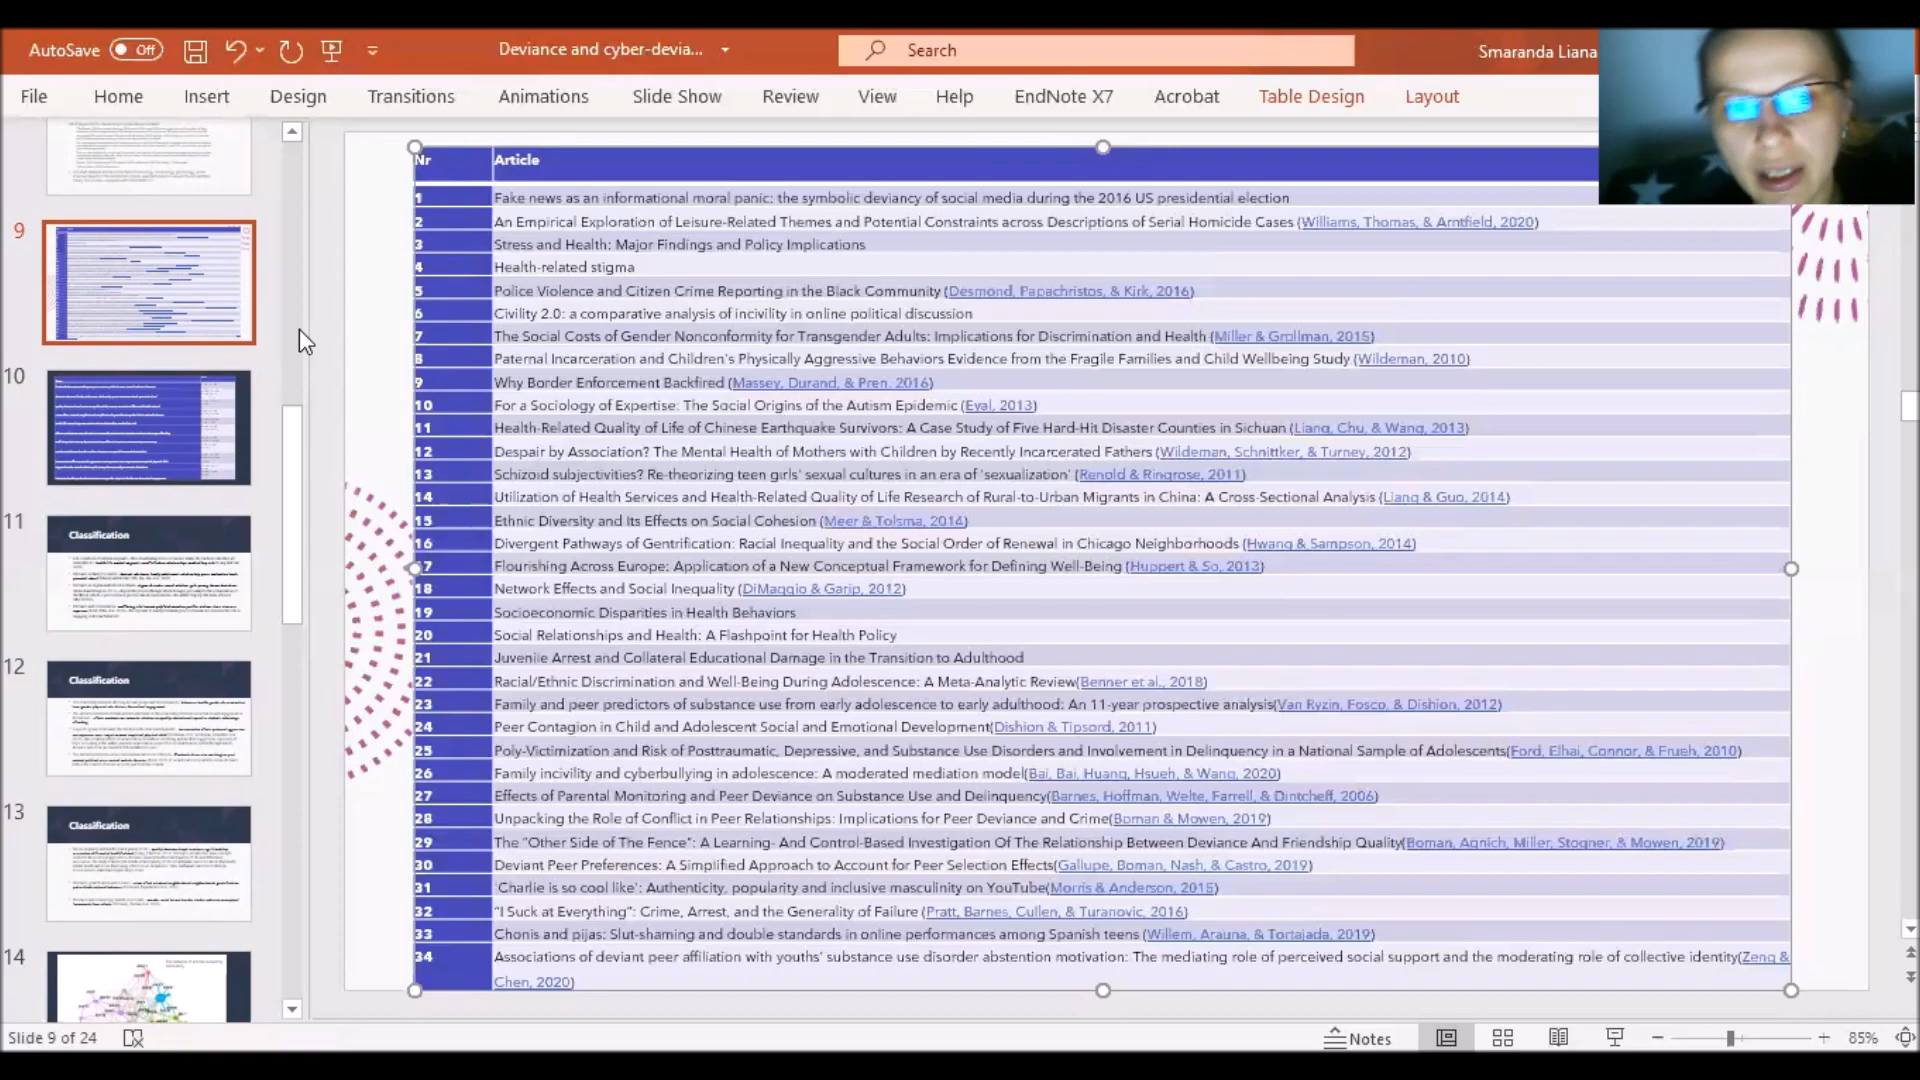 AutoSave Off Deviance and cyber-devia... Search Smaranda Liana
File Home Insert Design Transitions Animations Slide Show Review View Help EndNote X7 Acrobat Table Design Layout
9
10
11
Classification
12
Classification
13
Classification
14
Nr Article
1 Fake news as an informational moral panic: the symbolic deviancy of social media during the 2016 US presidential election
2 An Empirical Exploration of Leisure-Related Themes and Potential Constraints across Descriptions of Serial Homicide Cases (Williams, Thomas, & Arntfield, 2020)
3 Stress and Health: Major Findings and Policy Implications
4 Health-related stigma
5 Police Violence and Citizen Crime Reporting in the Black Community (Desmond, Papachristos, & Kirk, 2016)
6 Civility 2.0: a comparative analysis of incivility in online political discussion
7 The Social Costs of Gender Nonconformity for Transgender Adults: Implications for Discrimination and Health (Miller & Grollman, 2015)
8 Paternal Incarceration and Children's Physically Aggressive Behaviors Evidence from the Fragile Families and Child Wellbeing Study (Wildeman, 2010)
9 Why Border Enforcement Backfired (Massey, Durand, & Pren, 2016)
10 For a Sociology of Expertise: The Social Origins of the Autism Epidemic (Eyal, 2013)
11 Health-Related Quality of Life of Chinese Earthquake Survivors: A Case Study of Five Hard-Hit Disaster Counties in Sichuan (Liang, Chu, & Wang, 2013)
12 Despair by Association? The Mental Health of Mothers with Children by Recently Incarcerated Fathers (Wildeman, Schnittker, & Turney, 2012)
13 Schizoid subjectivities? Re-theorizing teen girls' sexual cultures in an era of 'sexualization' (Renold & Ringrose, 2011)
14 Utilization of Health Services and Health-Related Quality of Life Research of Rural-to-Urban Migrants in China: A Cross-Sectional Analysis (Liang & Guo, 2014)
15 Ethnic Diversity and Its Effects on Social Cohesion (Meer & Tolsma, 2014)
16 Divergent Pathways of Gentrification: Racial Inequality and the Social Order of Renewal in Chicago Neighborhoods (Hwang & Sampson, 2014)
17 Flourishing Across Europe: Application of a New Conceptual Framework for Defining Well-Being (Huppert & So, 2013)
18 Network Effects and Social Inequality (DiMaggio & Garip, 2012)
19 Socioeconomic Disparities in Health Behaviors
20 Social Relationships and Health: A Flashpoint for Health Policy
21 Juvenile Arrest and Collateral Educational Damage in the Transition to Adulthood
22 Racial/Ethnic Discrimination and Well-Being During Adolescence: A Meta-Analytic Review(Benner et al., 2018)
23 Family and peer predictors of substance use from early adolescence to early adulthood: An 11-year prospective analysis(Van Ryzin, Fosco, & Dishion, 2012)
24 Peer Contagion in Child and Adolescent Social and Emotional Development(Dishion & Tipsord, 2011)
25 Poly-Victimization and Risk of Posttraumatic, Depressive, and Substance Use Disorders and Involvement in Delinquency in a National Sample of Adolescents(Ford, Elhai, Connor, & Frueh, 2010)
26 Family incivility and cyberbullying in adolescence: A moderated mediation model(Bai, Bai, Huang, Hsueh, & Wang, 2020)
27 Effects of Parental Monitoring and Peer Deviance on Substance Use and Delinquency(Barnes, Hoffman, Welte, Farrell, & Dintcheff, 2006)
28 Unpacking the Role of Conflict in Peer Relationships: Implications for Peer Deviance and Crime(Boman & Mowen, 2019)
29 The "Other Side of The Fence": A Learning- And Control-Based Investigation Of The Relationship Between Deviance And Friendship Quality(Boman, Agnich, Miller, Stogner, & Mowen, 2019)
30 Deviant Peer Preferences: A Simplified Approach to Account for Peer Selection Effects(Gallupe, Boman, Nash, & Castro, 2019)
31 'Charlie is so cool like': Authenticity, popularity and inclusive masculinity on YouTube(Morris & Anderson, 2015)
32 "I Suck at Everything": Crime, Arrest, and the Generality of Failure (Pratt, Barnes, Cullen, & Turanovic, 2016)
33 Chonis and pijas: Slut-shaming and double standards in online performances among Spanish teens (Willem, Arauna, & Tortajada, 2019)
34 Associations of deviant peer affiliation with youths' substance use disorder abstention motivation: The mediating role of perceived social support and the moderating role of collective identity(Zeng &
Chen, 2020)
Slide 9 of 24 Notes 85%